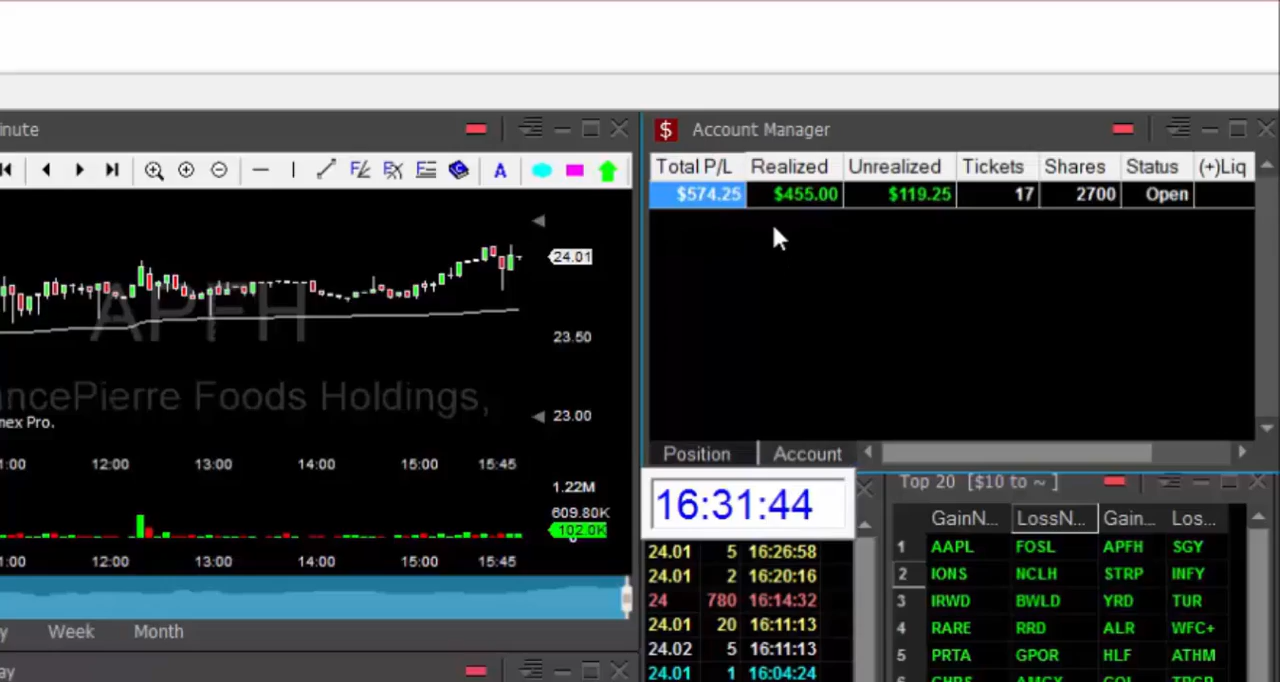 inute
$ Account Manager
Total P/L Realized Unrealized Tickets Shares Status (+)Liq
$574.25 $455.00 $119.25 17 2700 Open
A
24.01
APFH
23.50
ncePierre Foods Holdings,
23.00
nex Pro.
1:00 12:00 13:00 14:00 15:00 15:45
1.22M
609.80K
102.0K
0
1:00 12:00 13:00 14:00 15:00 15:45
y Week Month
ay
Position Account
16:31:44
24.01 5 16:26:58
24.01 2 16:20:16
24 780 16:14:32
24.01 20 16:11:13
24.02 5 16:11:13
24.01 1 16:04:24
Top 20 [$10 to ~ ]
GainN... LossN... Gain... Los...
1 AAPL FOSL APFH SGY
2 IONS NCLH STRP INFY
3 IRWD BWLD YRD TUR
4 RARE RRD ALR WFC+
5 PRTA GPOR HLF ATHM